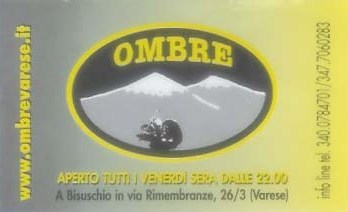 www.ombrevarese.it
OMBRE
APERTO TUTTI I VENERDÌ SERA, DALLE 22.00
A Bisuschio in via Rimembranze, 26/3 (Varese)
info line tel. 340.0784701/347.7060283